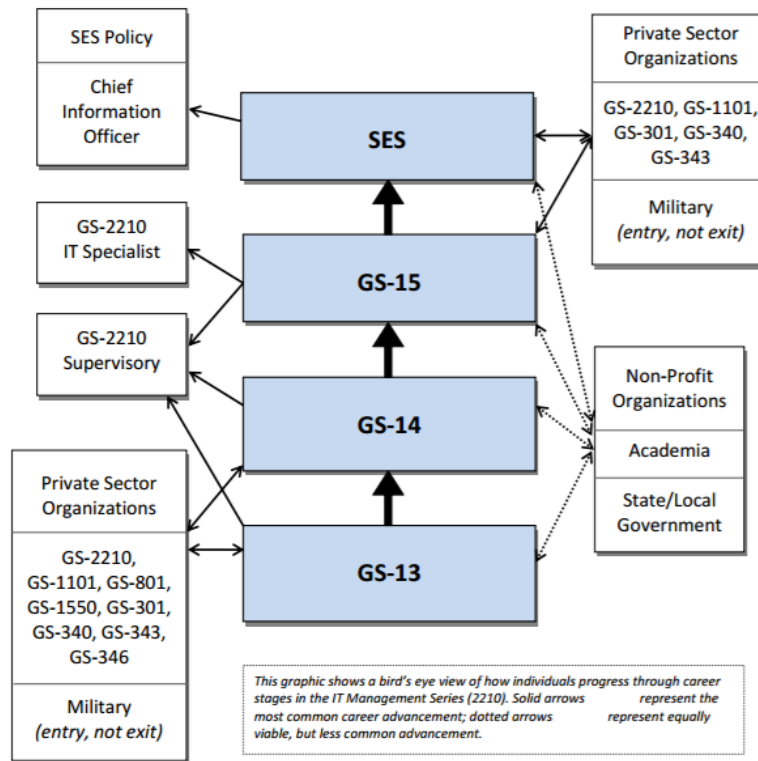 SES Policy
Chief
Information
Officer
Private Sector
Organizations
GS-2210, GS-1101,
GS-301, GS-340,
GS-343
Military
(entry, not exit)
SES
GS-2210
IT Specialist
GS-15
GS-2210
Supervisory
GS-14
Non-Profit
Organizations
Academia
State/Local
Government
Private Sector
Organizations
GS-2210,
GS-1101, GS-801,
GS-1550, GS-301,
GS-340, GS-343,
GS-346
Military
(entry, not exit)
GS-13
This graphic shows a bird's eye view of how individuals progress through career
stages in the IT Management Series (2210). Solid arrows represent the
most common career advancement; dotted arrows represent equally
viable, but less common advancement.